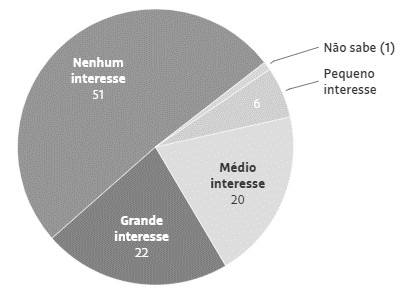 Nenhum
interesse
51
Não sabe (1)
Pequeno
interesse
6
Médio
interesse
20
Grande
interesse
22